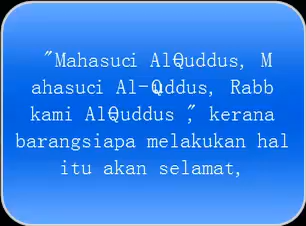 "Mahasuci AlQuddus, M
ahasuci Al-Quddus, Rabb
kami AlQuddus ," kerana
barangsiapa melakukan hal
itu akan selamat,